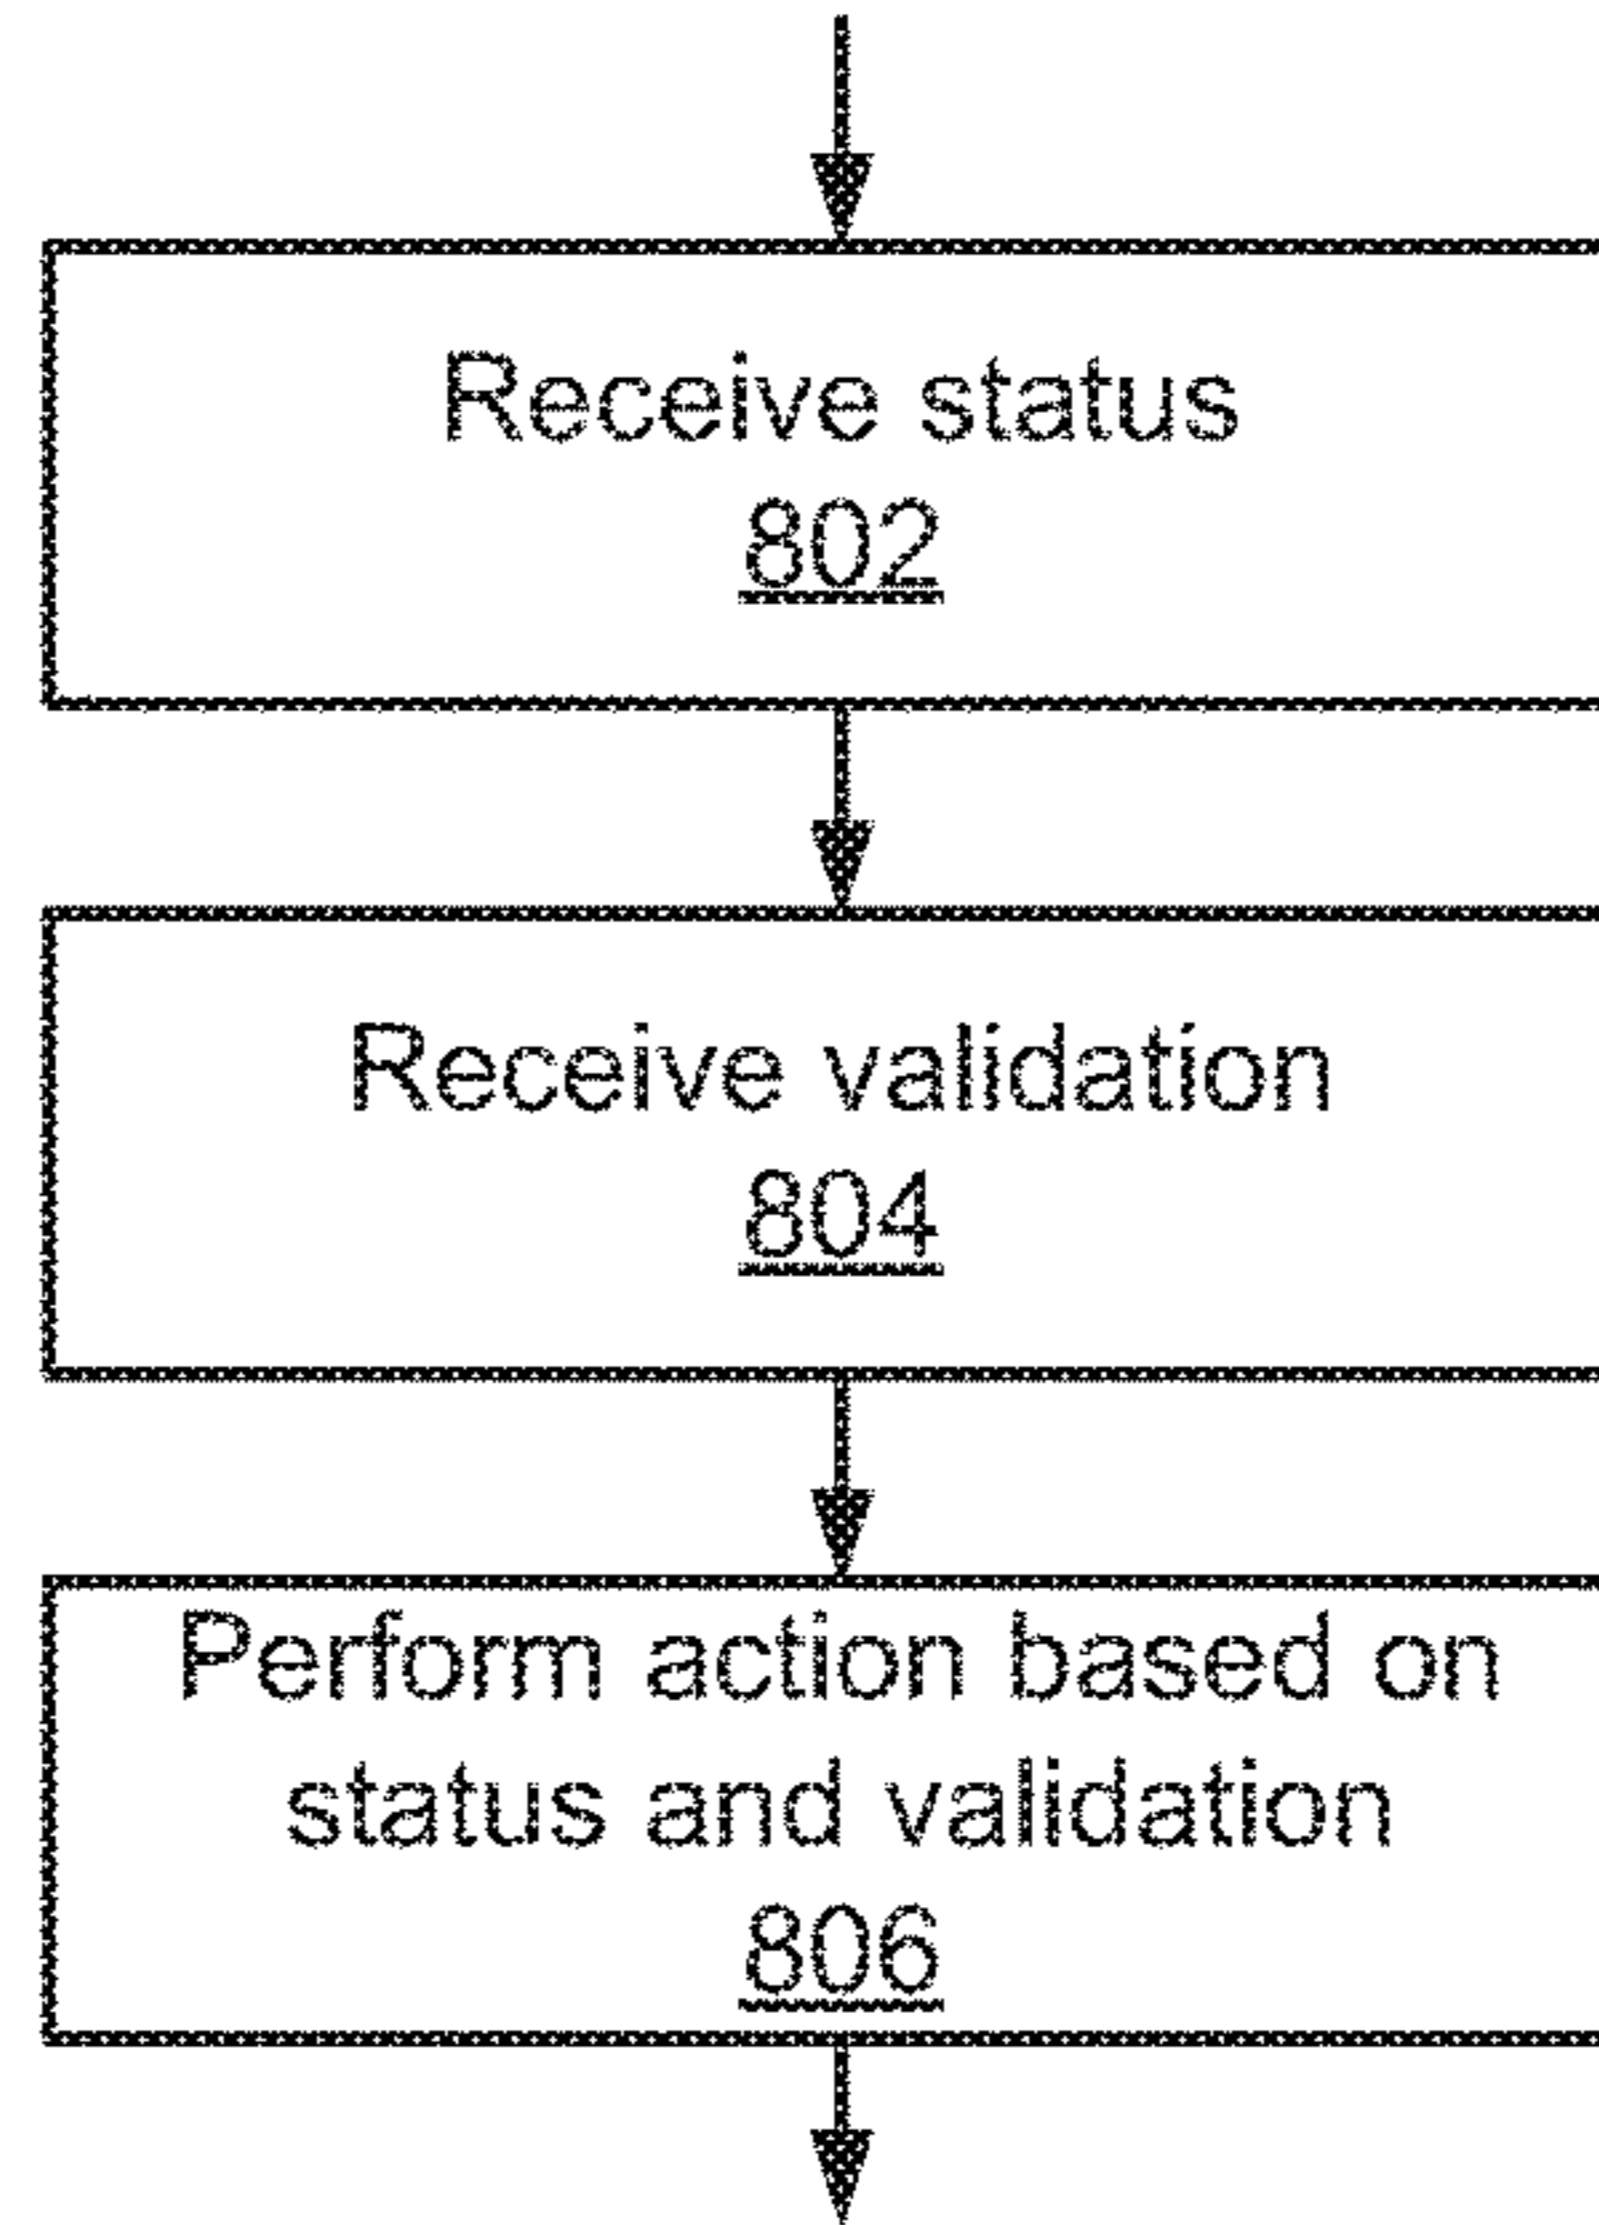 Receive status
802
Receive validation
804
Perform action based on
status and validation
806